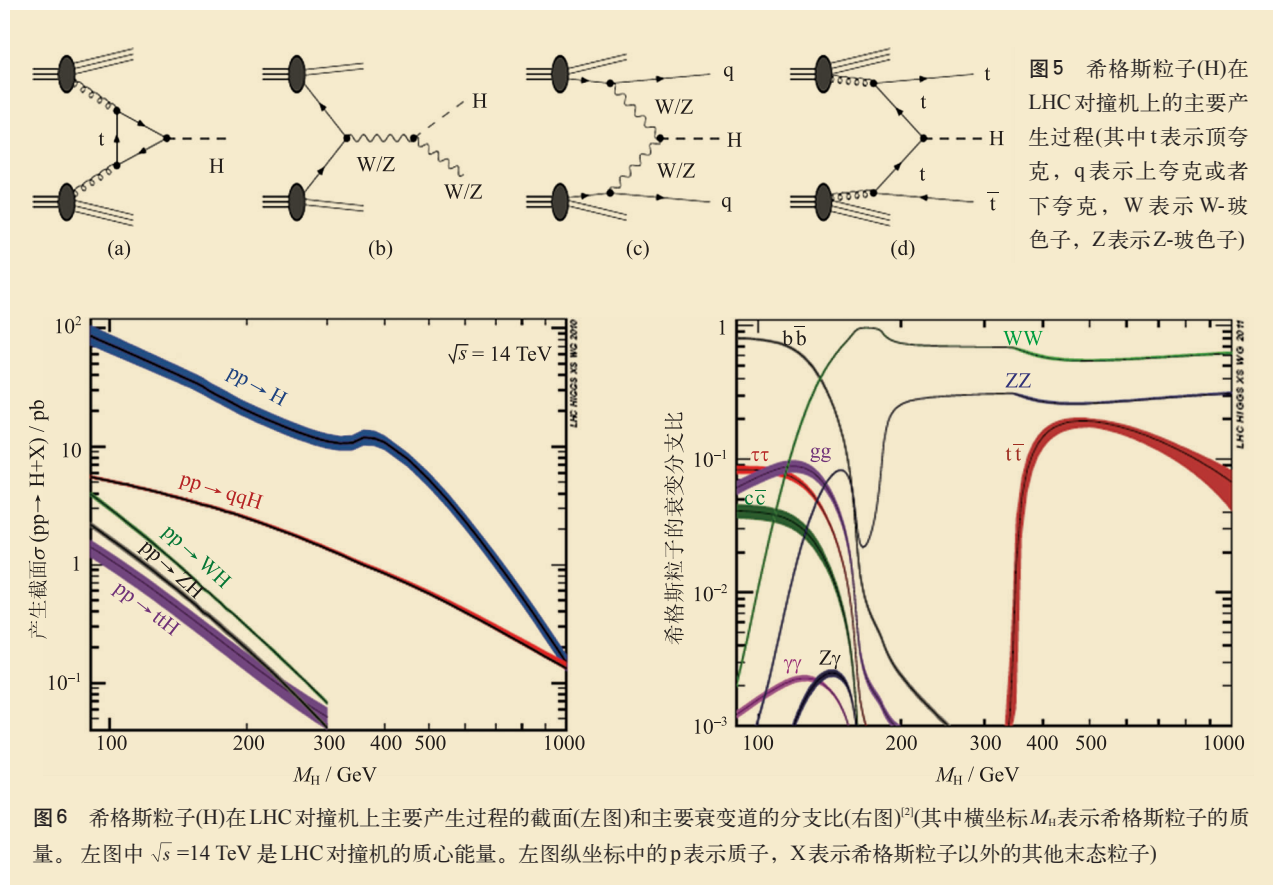 t
H
(a)
W/Z
H
W/Z
(b)
q
W/Z
H
W/Z
q
(c)
t
t
H
t
t̅
(d)
图5 希格斯粒子(H)在
LHC对撞机上的主要产
生过程(其中t表示顶夸
克，q表示上夸克或者
下夸克，W表示W-玻
色子，Z表示Z-玻色子)
产生截面σ(pp→H+X) / pb
10²
10
1
10⁻¹
√s = 14 TeV
pp→H
pp→qqH
pp→WH
pp→ZH
pp→ttH
LHC HIGGS XS WG 2010
100 200 300 400 500 1000
M_H / GeV
希格斯粒子的衰变分支比
1
10⁻¹
10⁻²
10⁻³
bb̅
WW
ZZ
ττ
gg
cc̅
tt̅
γγ
Zγ
LHC HIGGS XS WG 2011
100 200 300 400 500 1000
M_H / GeV
图6 希格斯粒子(H)在LHC对撞机上主要产生过程的截面(左图)和主要衰变道的分支比(右图)[2](其中横坐标M_H表示希格斯粒子的质
量。左图中 √s =14 TeV是LHC对撞机的质心能量。左图纵坐标中的p表示质子，X表示希格斯粒子以外的其他末态粒子)